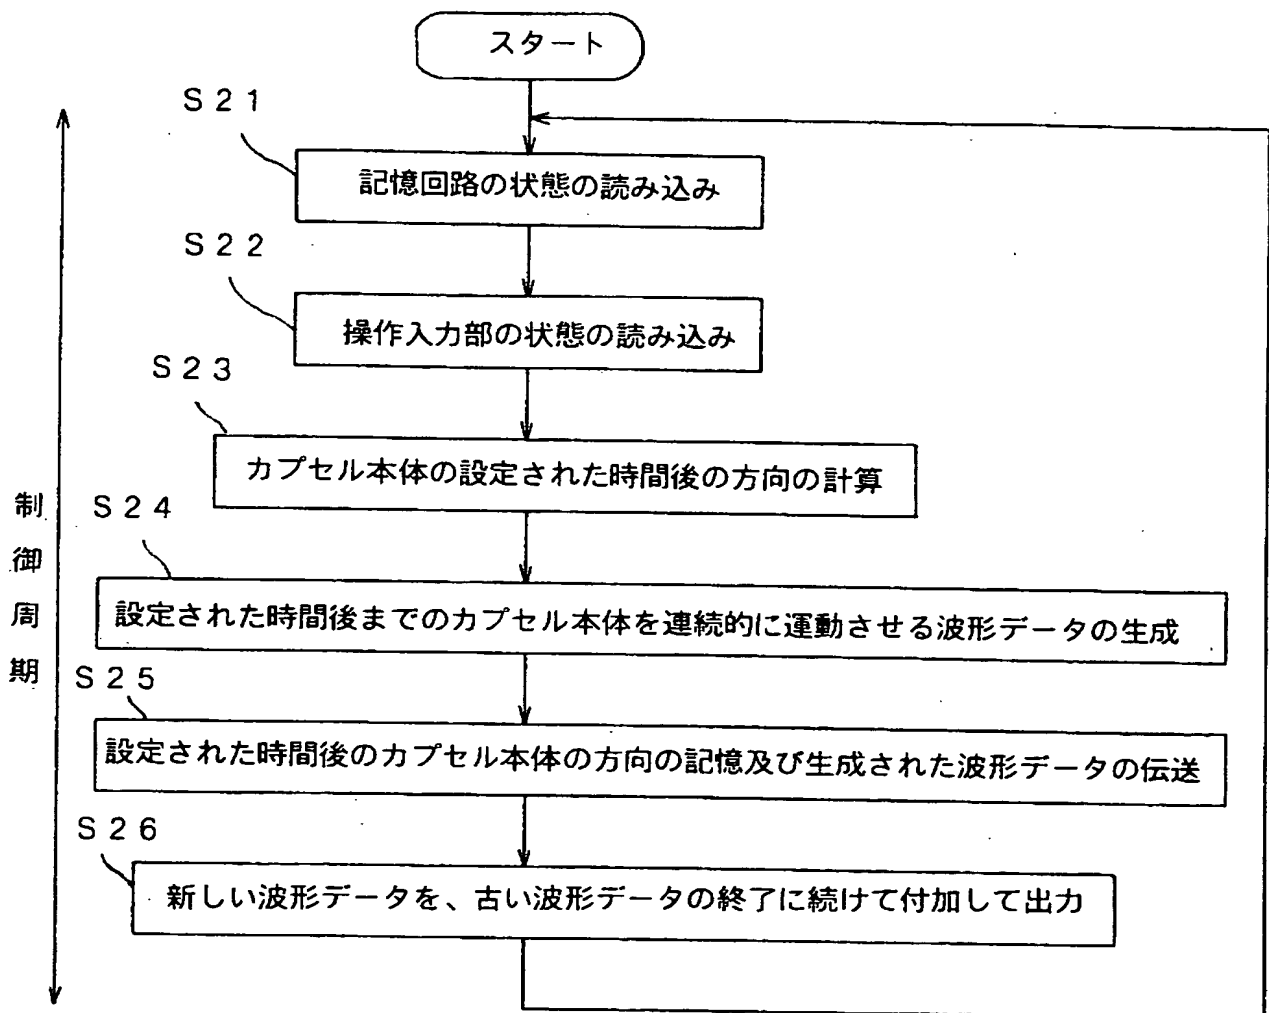 スタート
S21
記憶回路の状態の読み込み
S22
操作入力部の状態の読み込み
S23
カプセル本体の設定された時間後の方向の計算
制御周期
S24
設定された時間後までのカプセル本体を連続的に運動させる波形データの生成
S25
設定された時間後のカプセル本体の方向の記憶及び生成された波形データの伝送
S26
新しい波形データを、古い波形データの終了に続けて付加して出力